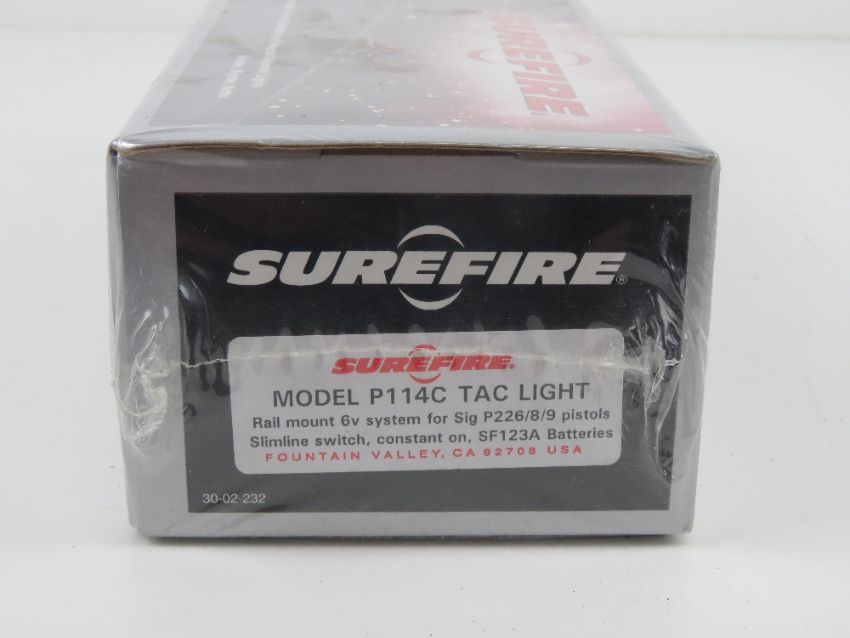 SUREFIRE
SUREFIRE®
SUREFIRE®
MODEL P114C TAC LIGHT
Rail mount 6v system for Sig P226/8/9 pistols
Slimline switch, constant on, SF123A Batteries
FOUNTAIN VALLEY, CA 92708 USA
30-02-232